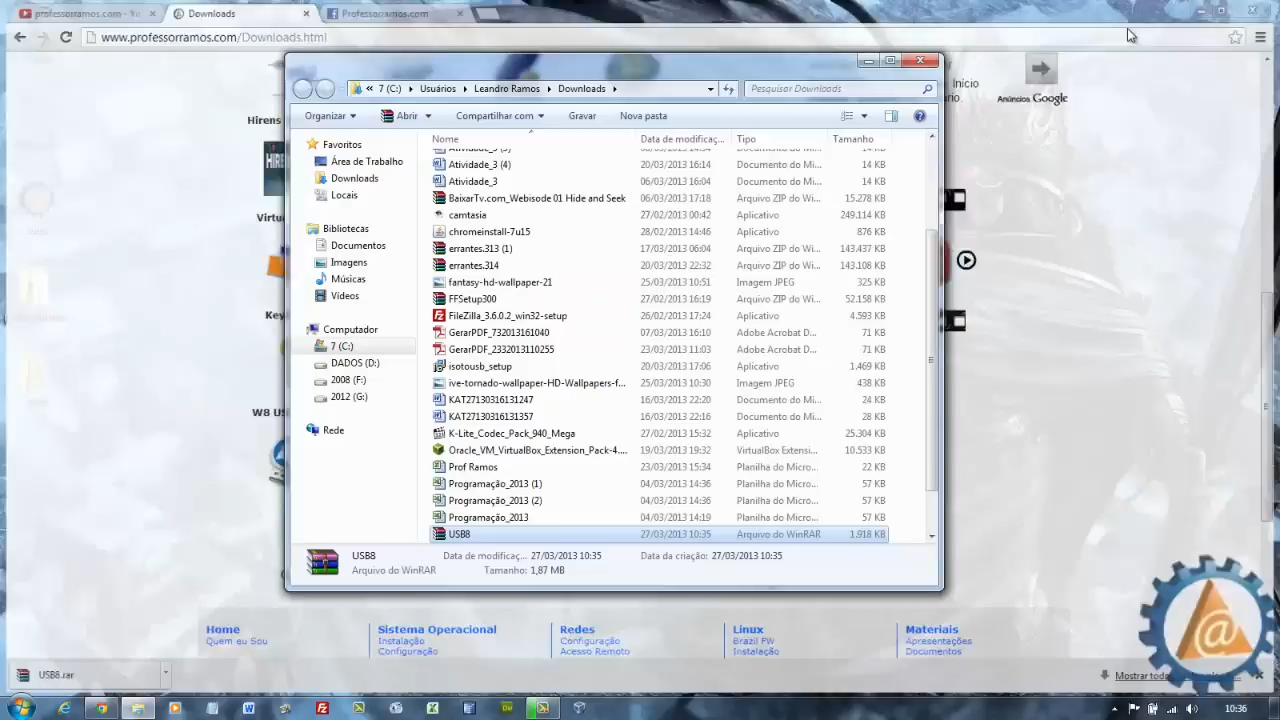 professorramos - Yo
Downloads
Professorramos.com
www.professorramos.com/Downloads.html
Início
Anúncios Google
Hirens
Virtu
Key
W8 US
7 (C:) Usuários Leandro Ramos Downloads
Pesquisar Downloads
Organizar Abrir Compartilhar com Gravar Nova pasta
Favoritos
Área de Trabalho
Downloads
Locais
Bibliotecas
Documentos
Imagens
Músicas
Vídeos
Computador
7 (C:)
DADOS (D:)
2008 (F:)
2012 (G:)
Rede
Nome Data de modificaç... Tipo Tamanho
Atividade_3 (4) 20/03/2013 16:14 Documento do Mi... 14 KB
Atividade_3 06/03/2013 16:04 Documento do Mi... 14 KB
BaixarTv.com_Webisode 01 Hide and Seek 06/03/2013 17:18 Arquivo ZIP do Wi... 15.278 KB
camtasia 27/02/2013 00:42 Aplicativo 249.114 KB
chromeinstall-7u15 28/02/2013 14:46 Aplicativo 876 KB
errantes.313 (1) 17/03/2013 06:04 Arquivo ZIP do Wi... 143.437 KB
errantes.314 20/03/2013 22:32 Arquivo ZIP do Wi... 143.108 KB
fantasy-hd-wallpaper-21 25/03/2013 10:51 Imagem JPEG 325 KB
FFSetup300 27/02/2013 16:19 Arquivo ZIP do Wi... 52.158 KB
FileZilla_3.6.0.2_win32-setup 26/02/2013 17:24 Aplicativo 4.593 KB
GerarPDF_732013161040 07/03/2013 16:10 Adobe Acrobat D... 71 KB
GerarPDF_2332013110255 23/03/2013 11:03 Adobe Acrobat D... 71 KB
isotousb_setup 20/03/2013 17:06 Aplicativo 1.469 KB
ive-tornado-wallpaper-HD-Wallpapers-f... 25/03/2013 10:30 Imagem JPEG 438 KB
KAT27130316131247 16/03/2013 22:20 Documento do Mi... 24 KB
KAT27130316131357 16/03/2013 22:16 Documento do Mi... 28 KB
K-Lite_Codec_Pack_940_Mega 27/02/2013 15:32 Aplicativo 25.304 KB
Oracle_VM_VirtualBox_Extension_Pack-4.... 19/03/2013 19:32 VirtualBox Extensi... 10.533 KB
Prof Ramos 23/03/2013 15:34 Planilha do Micro... 22 KB
Programação_2013 (1) 04/03/2013 14:36 Planilha do Micro... 57 KB
Programação_2013 (2) 04/03/2013 14:36 Planilha do Micro... 57 KB
Programação_2013 04/03/2013 14:19 Planilha do Micro... 57 KB
USB8 27/03/2013 10:35 Arquivo do WinRAR 1.918 KB
USB8 Data de modificaç... 27/03/2013 10:35 Data da criação: 27/03/2013 10:35
Arquivo do WinRAR Tamanho: 1,87 MB
Home Sistema Operacional Redes Linux Materiais
Quem eu Sou Instalação Configuração Brazil FW Apresentações
Configuração Acesso Remoto Instalação Documentos
USB8.rar
10:36